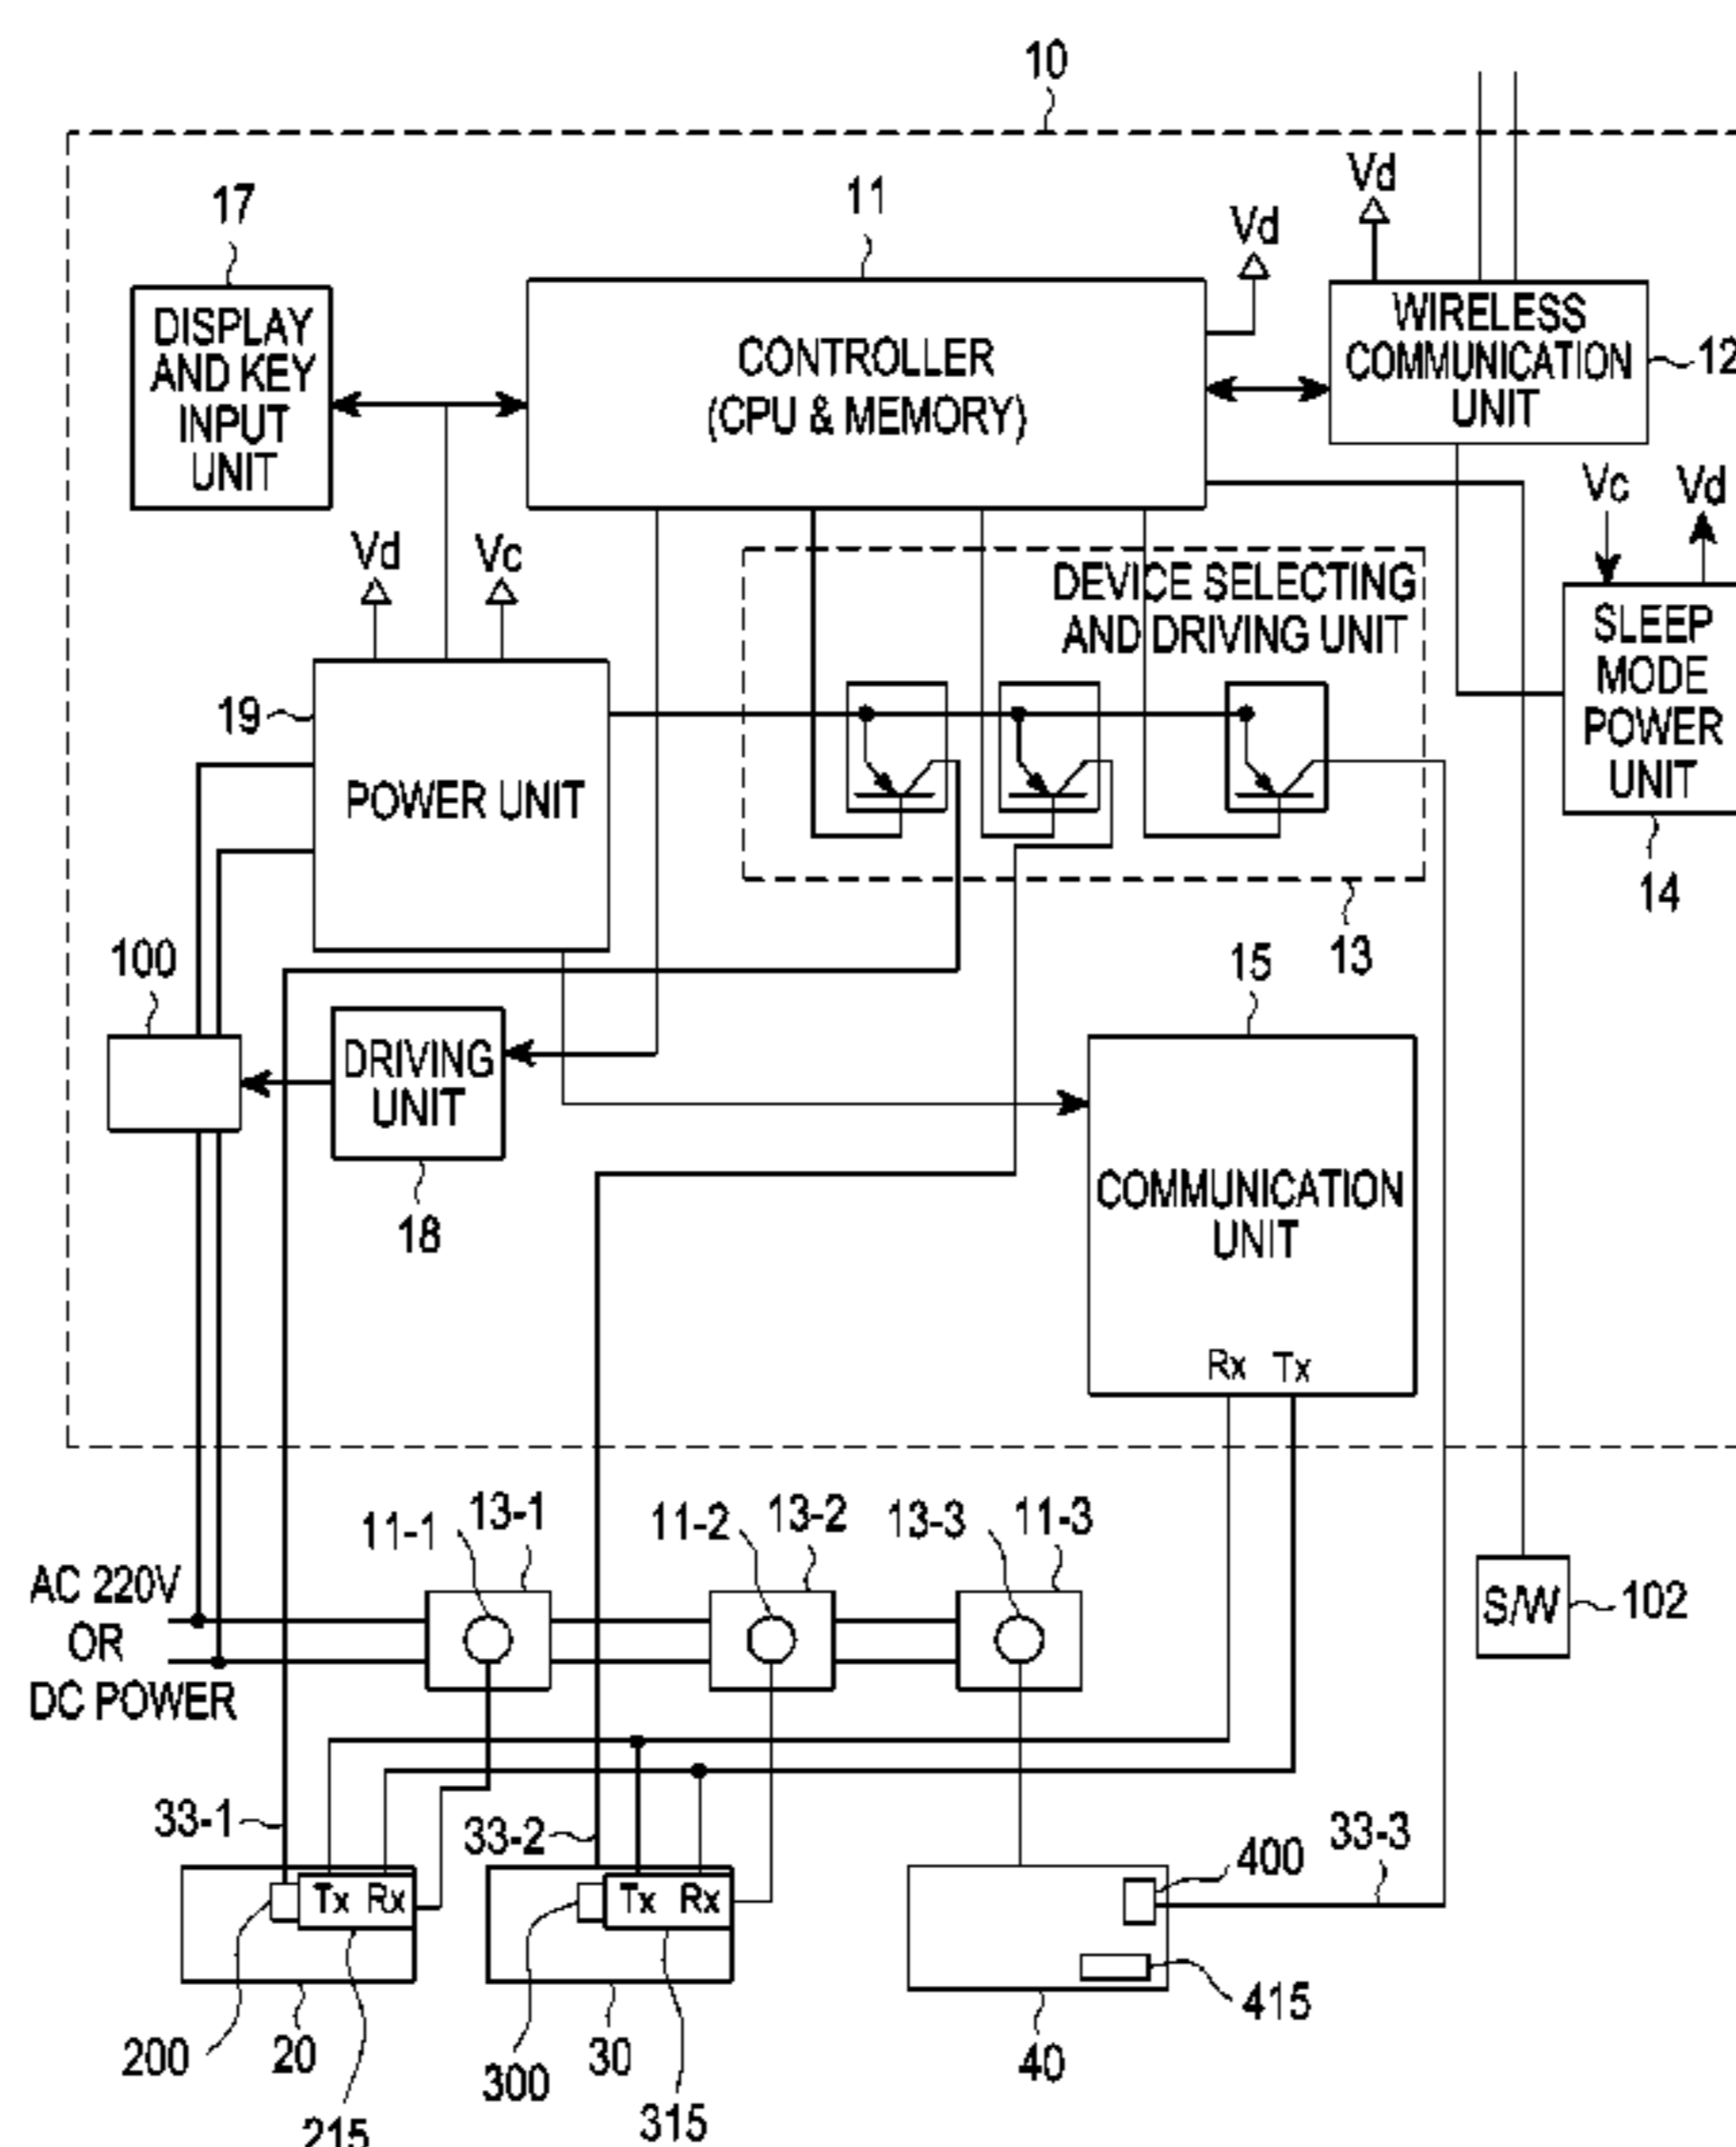 10
Vd
17
11
Vd
DISPLAY
AND KEY
INPUT
UNIT
CONTROLLER
(CPU & MEMORY)
WIRELESS
COMMUNICATION
UNIT
12
Vc
Vd
Vd
Vc
DEVICE SELECTING
AND DRIVING UNIT
SLEEP
MODE
POWER
UNIT
19
POWER UNIT
14
100
13
15
DRIVING
UNIT
18
COMMUNICATION
UNIT
Rx
Tx
11-1
13-1
11-2
13-2
13-3
11-3
AC 220V
OR
DC POWER
S/W
102
33-1
33-2
33-3
400
Tx
Rx
Tx
Rx
415
200
20
300
30
40
215
315